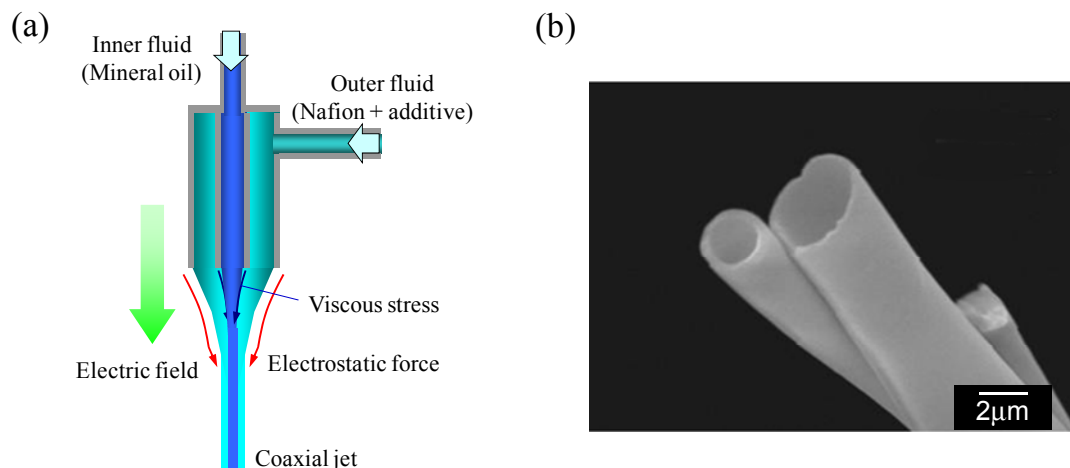 (a)
Inner fluid
(Mineral oil)
Outer fluid
(Nafion + additive)
Viscous stress
Electric field
Electrostatic force
Coaxial jet
(b)
2μm